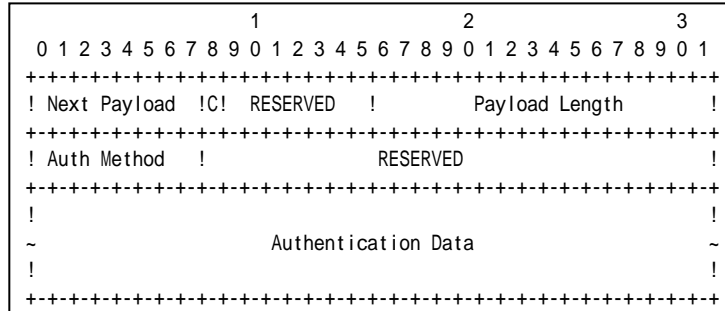 1                   2                   3
 0 1 2 3 4 5 6 7 8 9 0 1 2 3 4 5 6 7 8 9 0 1 2 3 4 5 6 7 8 9 0 1
+-+-+-+-+-+-+-+-+-+-+-+-+-+-+-+-+-+-+-+-+-+-+-+-+-+-+-+-+-+-+-+-+
! Next Payload  !C!  RESERVED   !         Payload Length        !
+-+-+-+-+-+-+-+-+-+-+-+-+-+-+-+-+-+-+-+-+-+-+-+-+-+-+-+-+-+-+-+-+
! Auth Method   !                RESERVED                       !
+-+-+-+-+-+-+-+-+-+-+-+-+-+-+-+-+-+-+-+-+-+-+-+-+-+-+-+-+-+-+-+-+
!                                                               !
~                      Authentication Data                      ~
!                                                               !
+-+-+-+-+-+-+-+-+-+-+-+-+-+-+-+-+-+-+-+-+-+-+-+-+-+-+-+-+-+-+-+-+